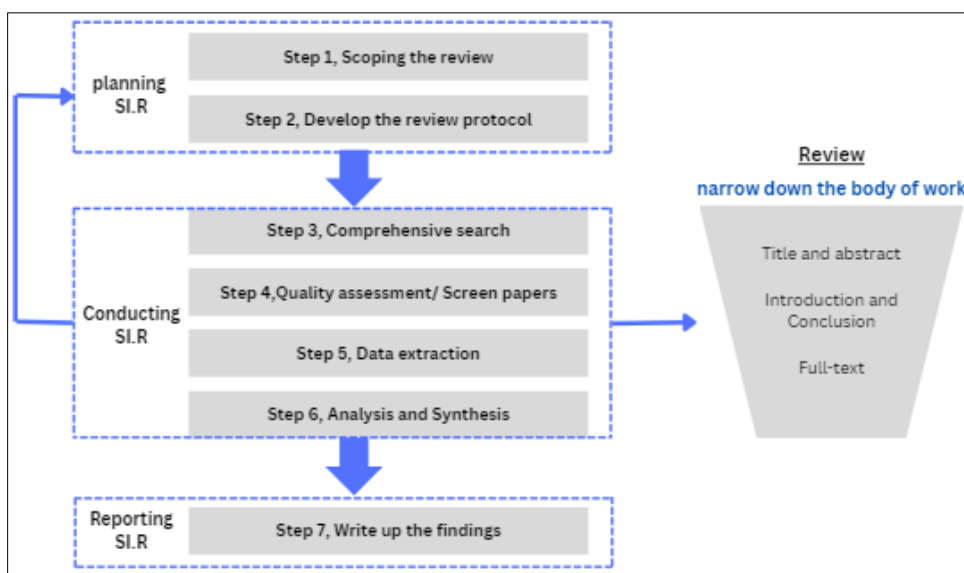 planning
SI.R
Step 1, Scoping the review
Step 2, Develop the review protocol
Conducting
SI.R
Step 3, Comprehensive search
Step 4,Quality assessment/ Screen papers
Step 5, Data extraction
Step 6, Analysis and Synthesis
Reporting
SI.R
Step 7, Write up the findings
Review
narrow down the body of work
Title and abstract
Introduction and
Conclusion
Full-text